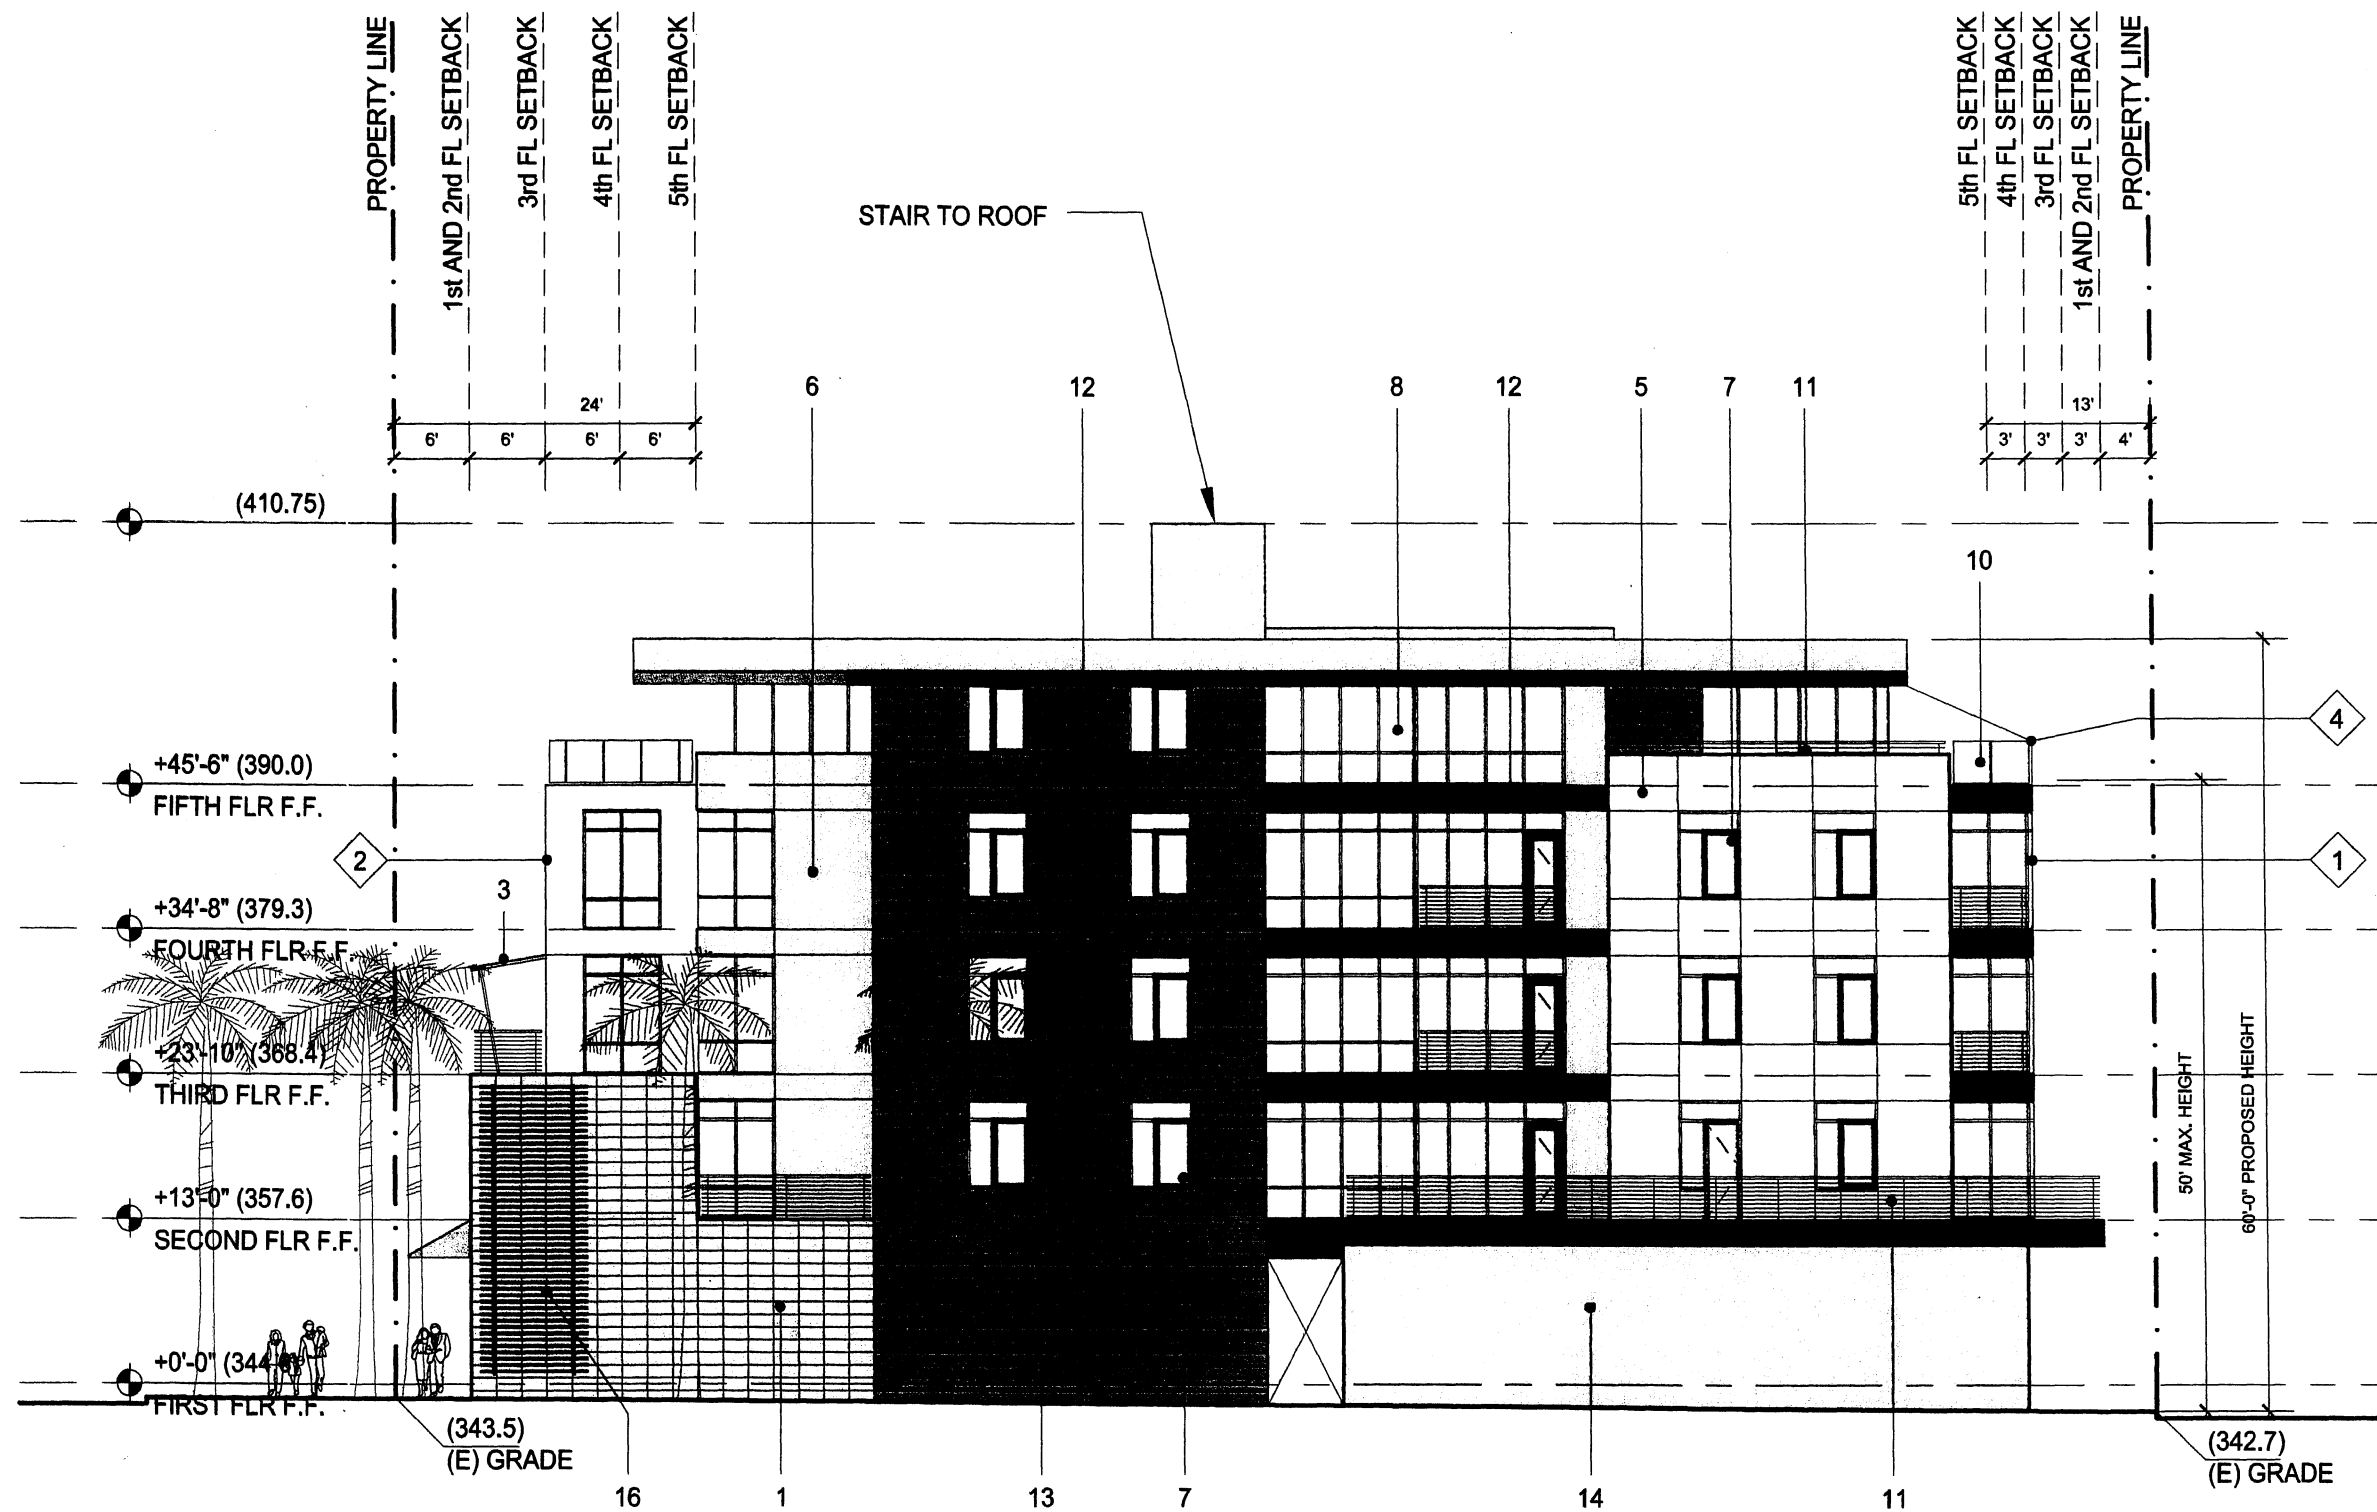 PROPERTY LINE
1st AND 2nd FL SETBACK
3rd FL SETBACK
4th FL SETBACK
5th FL SETBACK
5th FL SETBACK
4th FL SETBACK
3rd FL SETBACK
1st AND 2nd FL SETBACK
PROPERTY LINE
STAIR TO ROOF
6 12 8 12 5 7 11
24'
6' 6' 6' 6'
13'
3' 3' 3' 4'
(410.75)
10
4
+45'-6" (390.0)
FIFTH FLR F.F.
2
1
3
+34'-8" (379.3)
FOURTH FLR F.F.
+23'-10" (368.4)
THIRD FLR F.F.
50' MAX. HEIGHT
60'-0" PROPOSED HEIGHT
+13'-0" (357.6)
SECOND FLR F.F.
+0'-0"
FIRST FLR F.F.
(343.5)
(E) GRADE
(342.7)
(E) GRADE
16 1 13 7 14 11